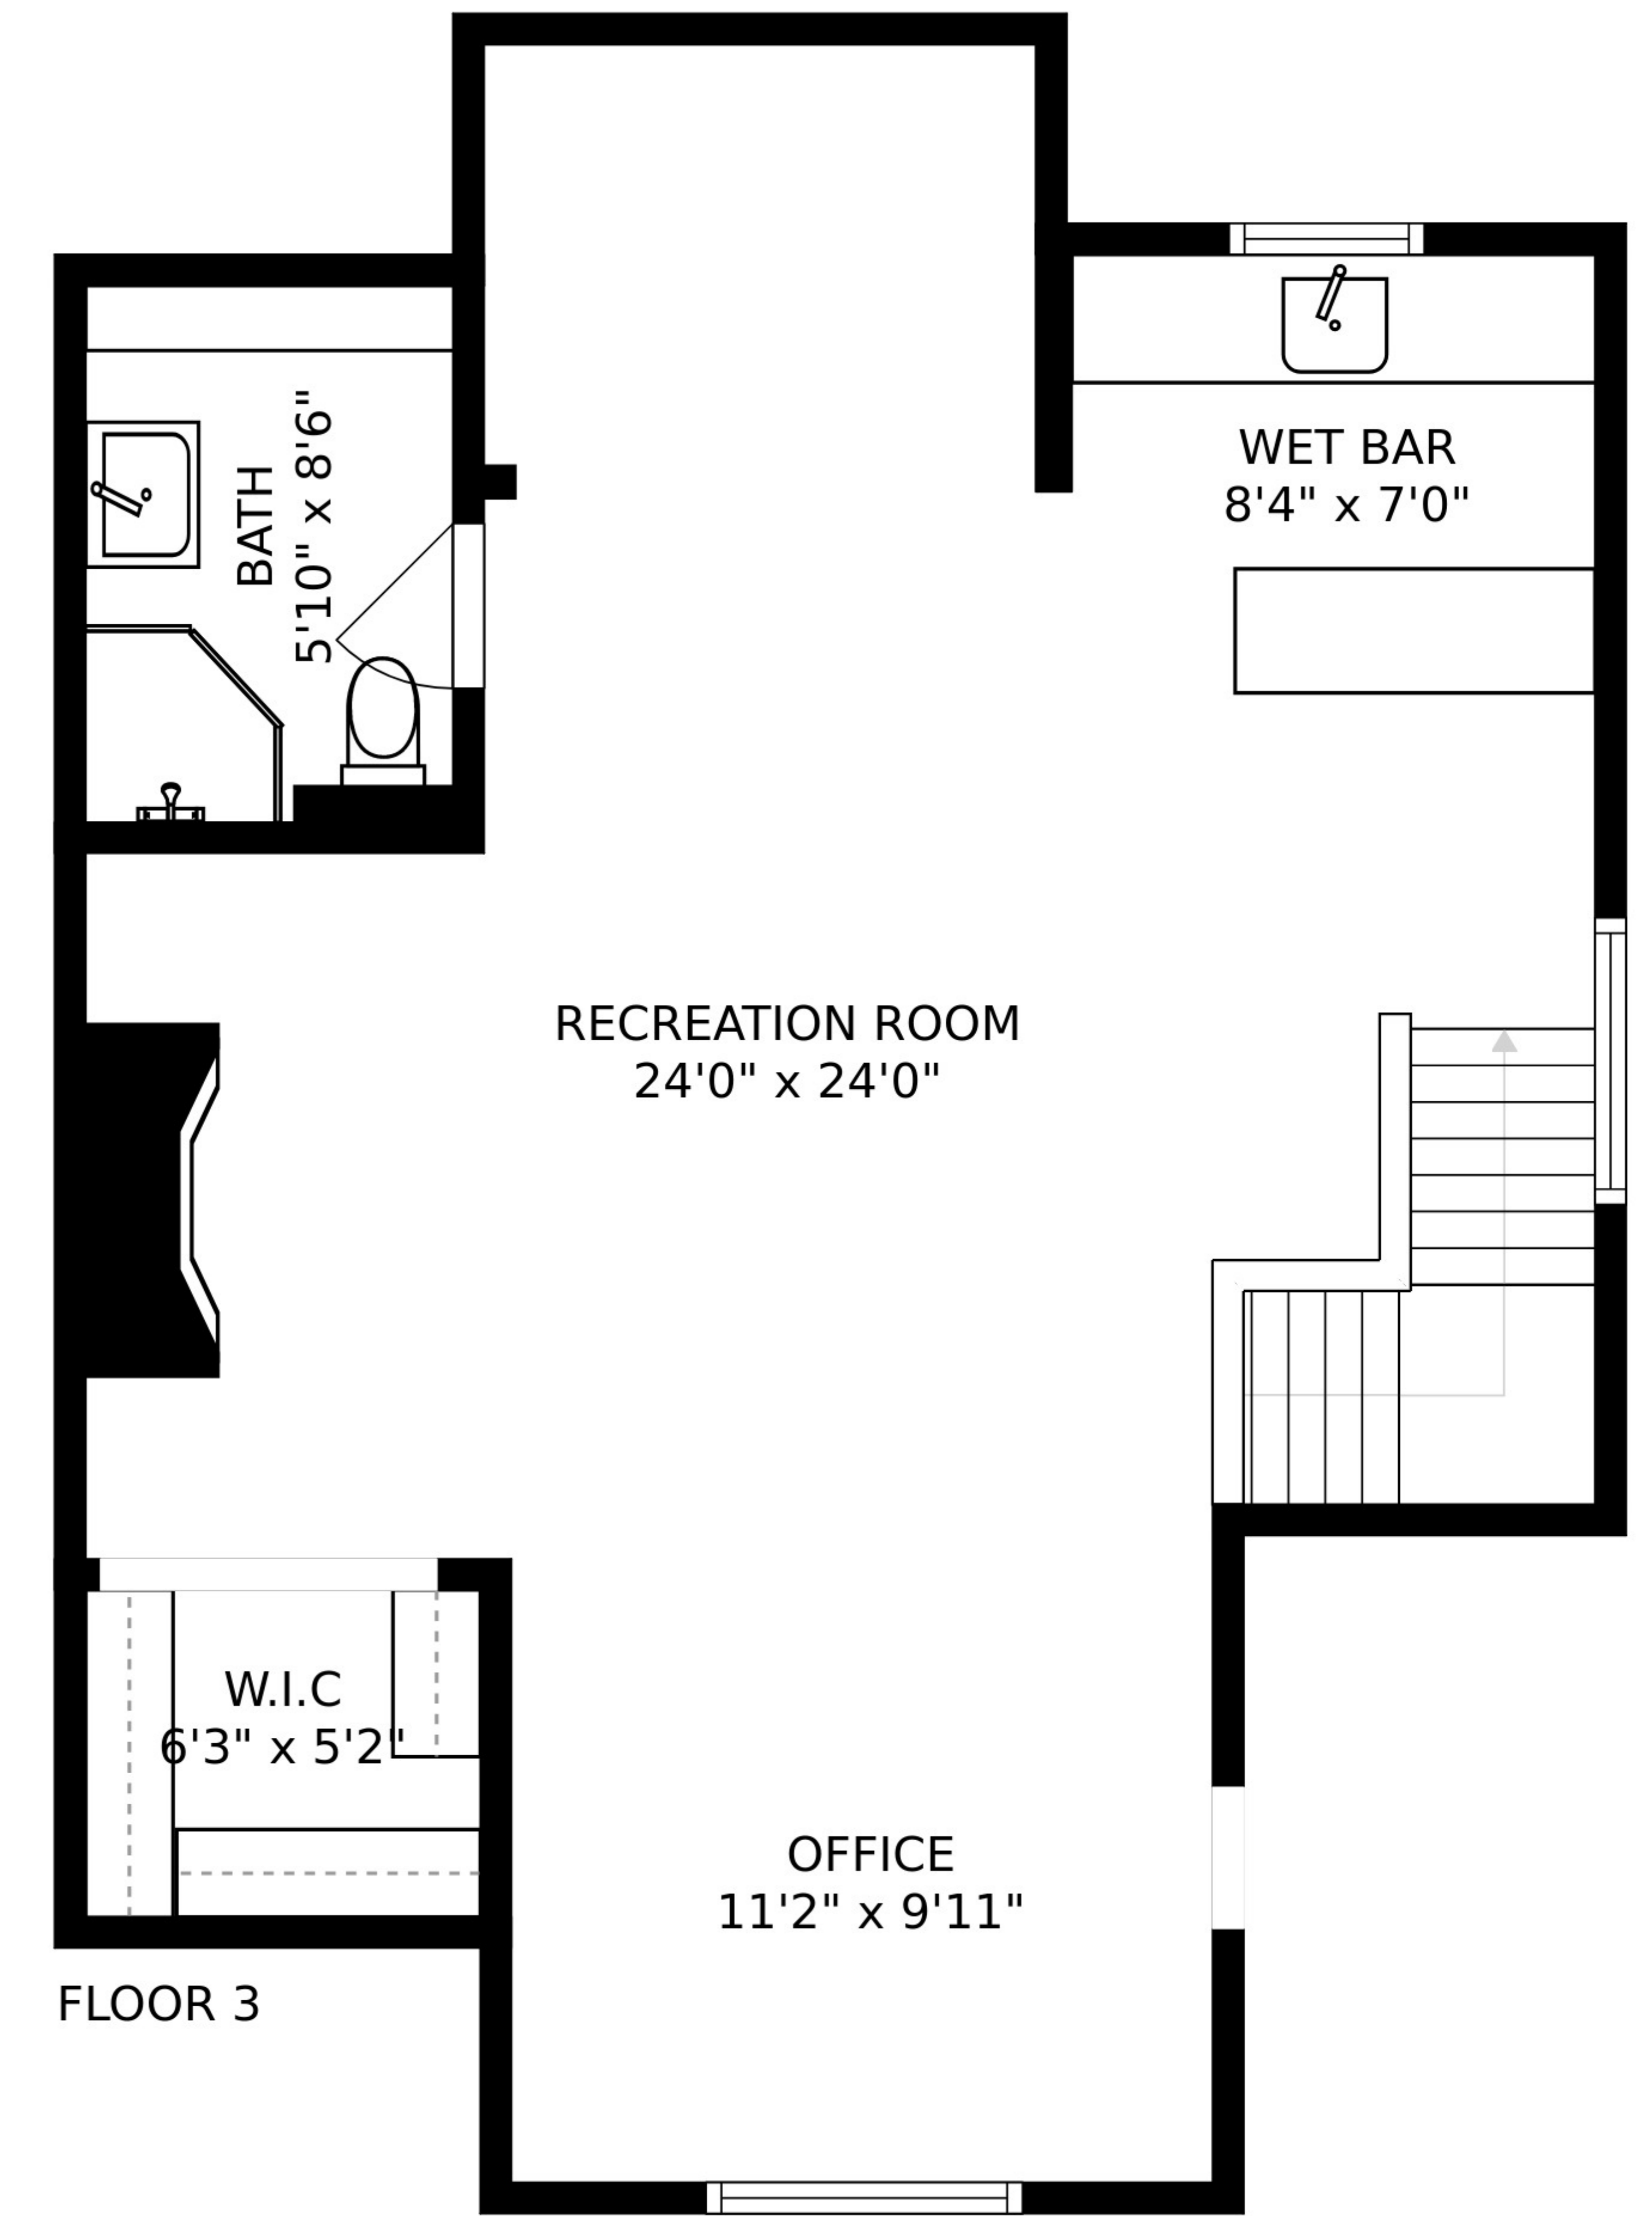 WET BAR
8'4" x 7'0"
BATH
5'10" x 8'6"
RECREATION ROOM
24'0" x 24'0"
W.I.C
6'3" x 5'2"
OFFICE
11'2" x 9'11"
FLOOR 3